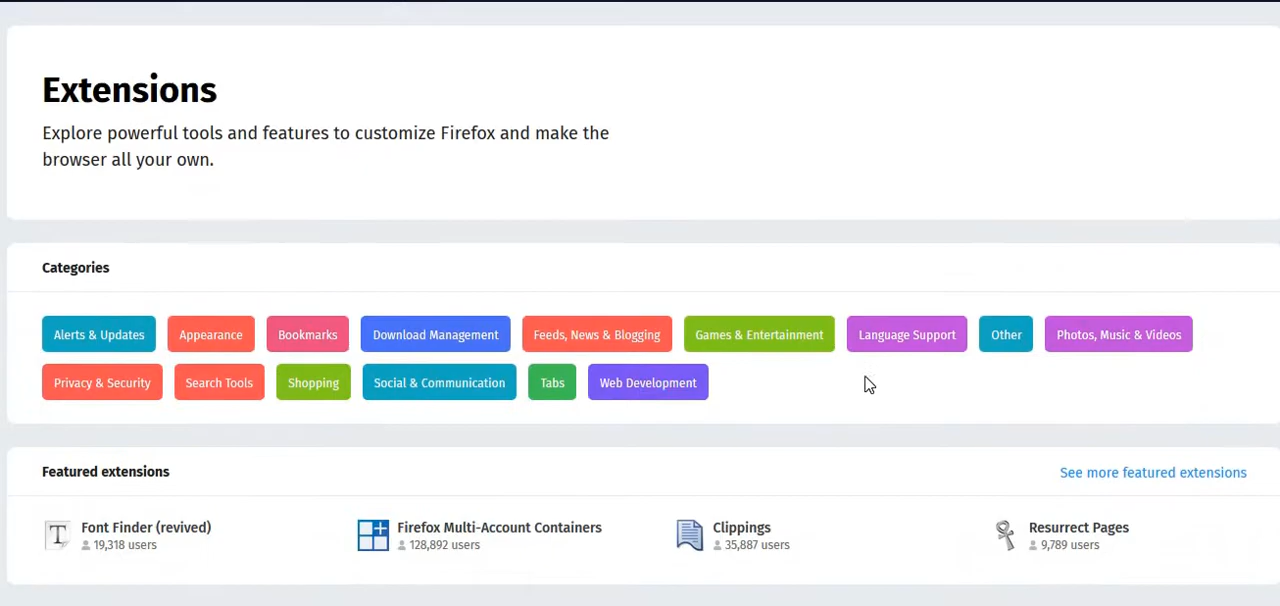 Extensions
Explore powerful tools and features to customize Firefox and make the
browser all your own.
Categories
Alerts & Updates Appearance Bookmarks Download Management Feeds, News & Blogging Games & Entertainment Language Support Other Photos, Music & Videos
Privacy & Security Search Tools Shopping Social & Communication Tabs Web Development
Featured extensions See more featured extensions
Font Finder (revived) Firefox Multi-Account Containers Clippings Resurrect Pages
19,318 users 128,892 users 35,887 users 9,789 users